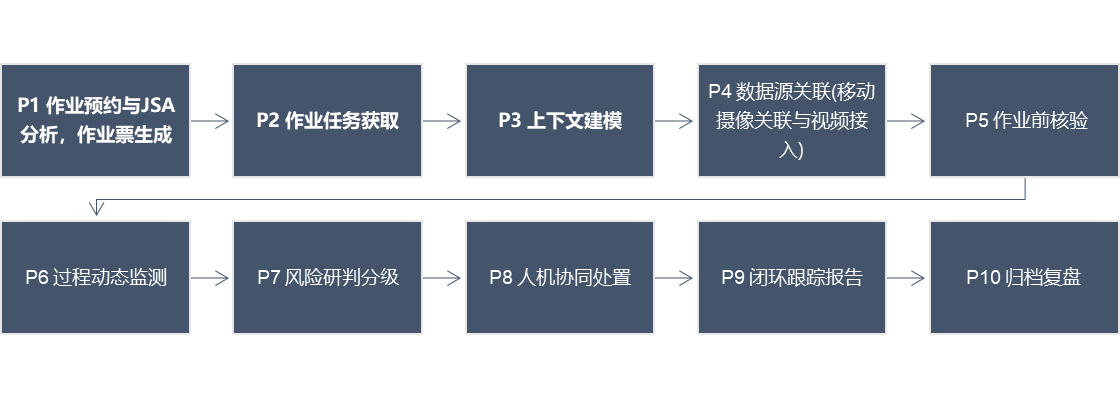 P1 作业预约与JSA
分析，作业票生成
P2 作业任务获取
P3 上下文建模
P4 数据源关联(移动
摄像关联与视频接
入)
P5 作业前核验
P6 过程动态监测
P7 风险研判分级
P8 人机协同处置
P9 闭环跟踪报告
P10 归档复盘